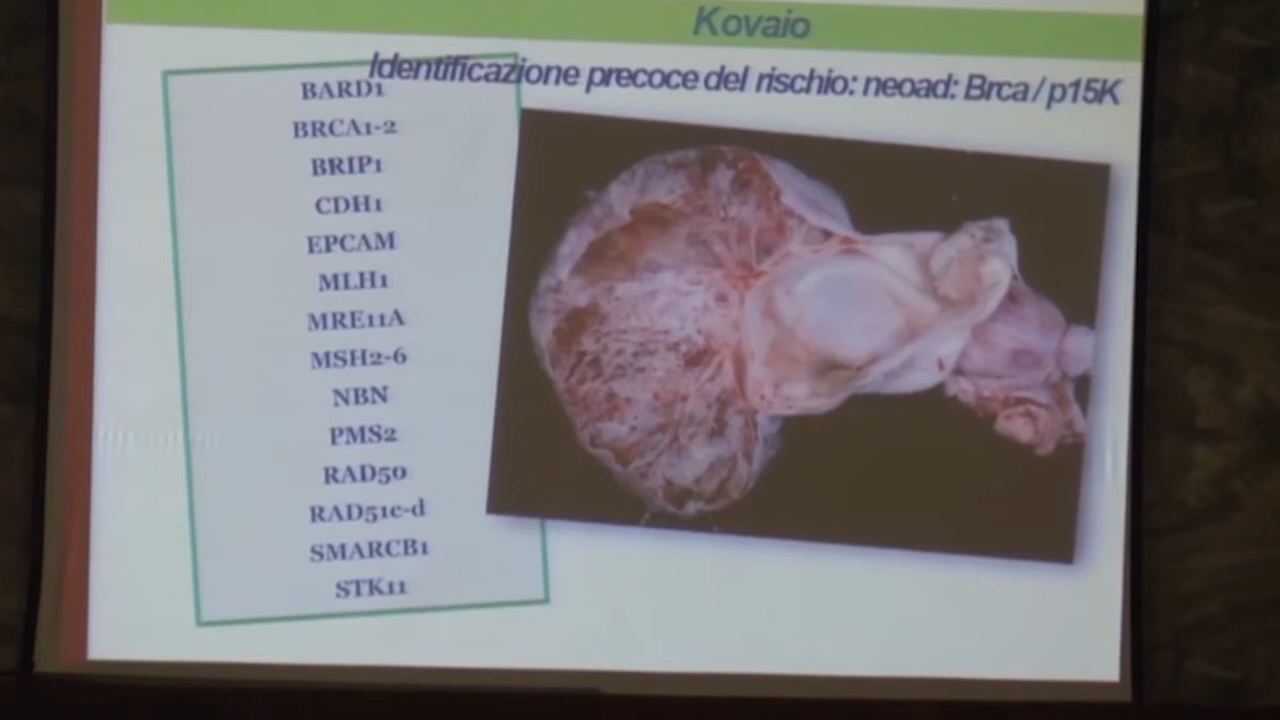 Kovaio
Identificazione precoce del rischio: neoad: Brca / p15K
BARD1
BRCA1-2
BRIP1
CDH1
EPCAM
MLH1
MRE11A
MSH2-6
NBN
PMS2
RAD50
RAD51c-d
SMARCB1
STK11